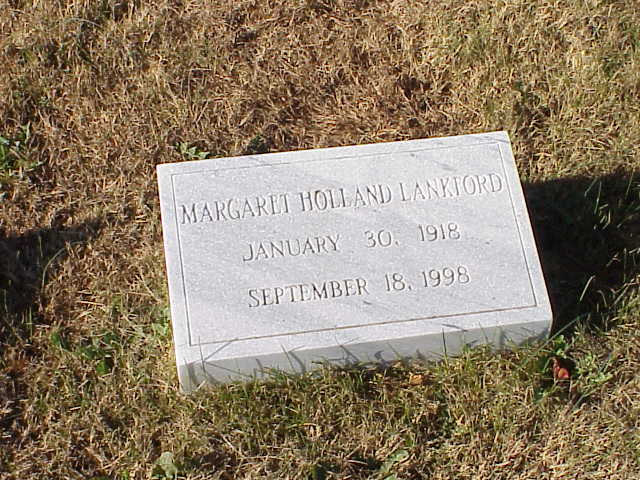 MARGARET HOLLAND LANKFORD
JANUARY 30, 1918
SEPTEMBER 18, 1998